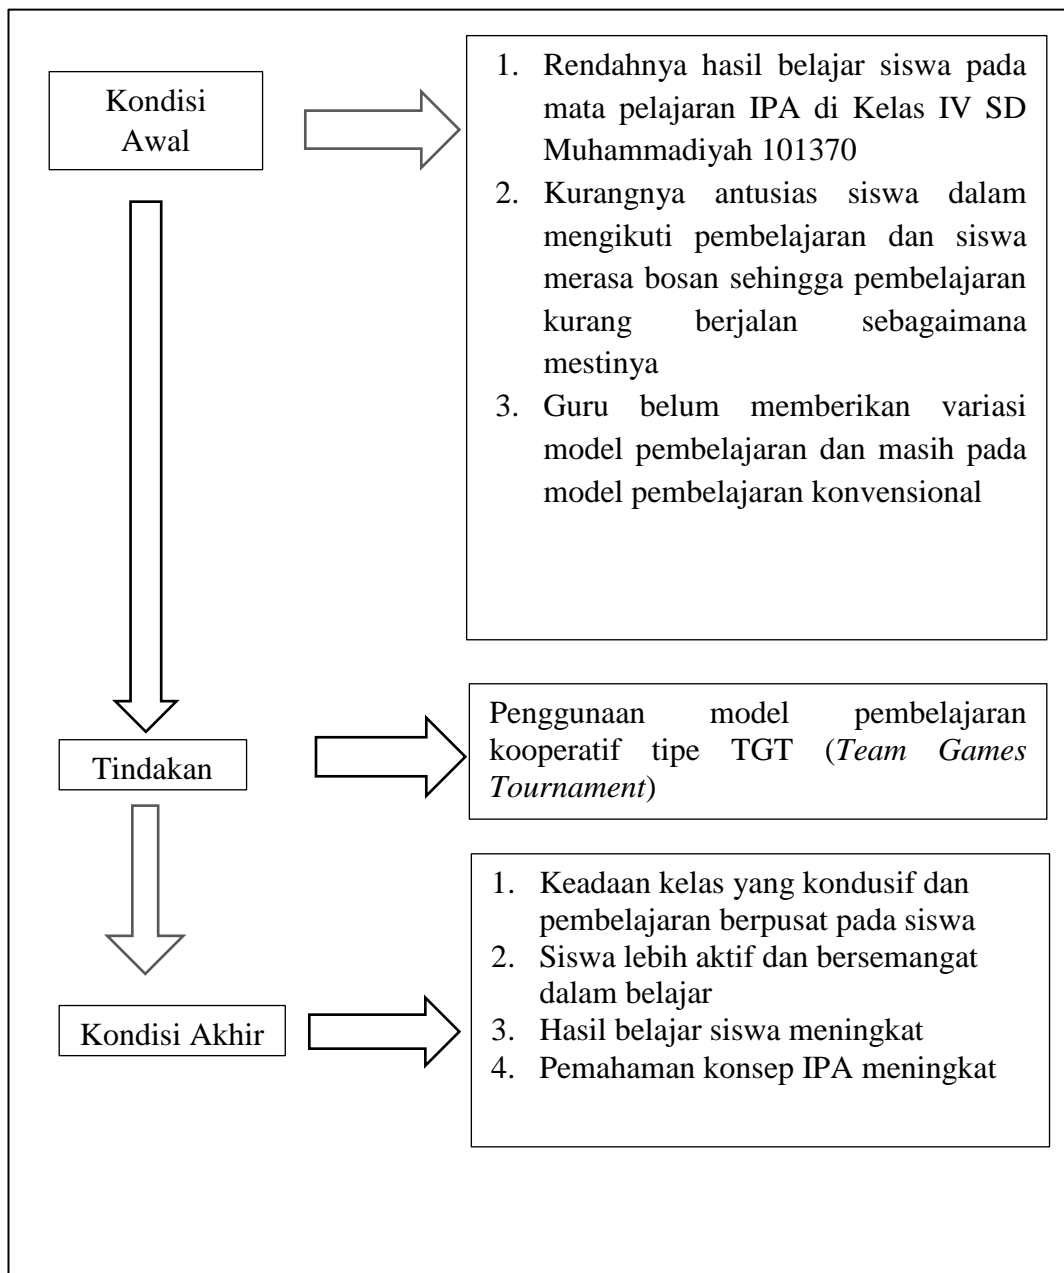 Kondisi
Awal
1. Rendahnya hasil belajar siswa pada
mata pelajaran IPA di Kelas IV SD
Muhammadiyah 101370
2. Kurangnya antusias siswa dalam
mengikuti pembelajaran dan siswa
merasa bosan sehingga pembelajaran
kurang berjalan sebagaimana
mestinya
3. Guru belum memberikan variasi
model pembelajaran dan masih pada
model pembelajaran konvensional
Tindakan
Penggunaan model pembelajaran
kooperatif tipe TGT (Team Games
Tournament)
Kondisi Akhir
1. Keadaan kelas yang kondusif dan
pembelajaran berpusat pada siswa
2. Siswa lebih aktif dan bersemangat
dalam belajar
3. Hasil belajar siswa meningkat
4. Pemahaman konsep IPA meningkat